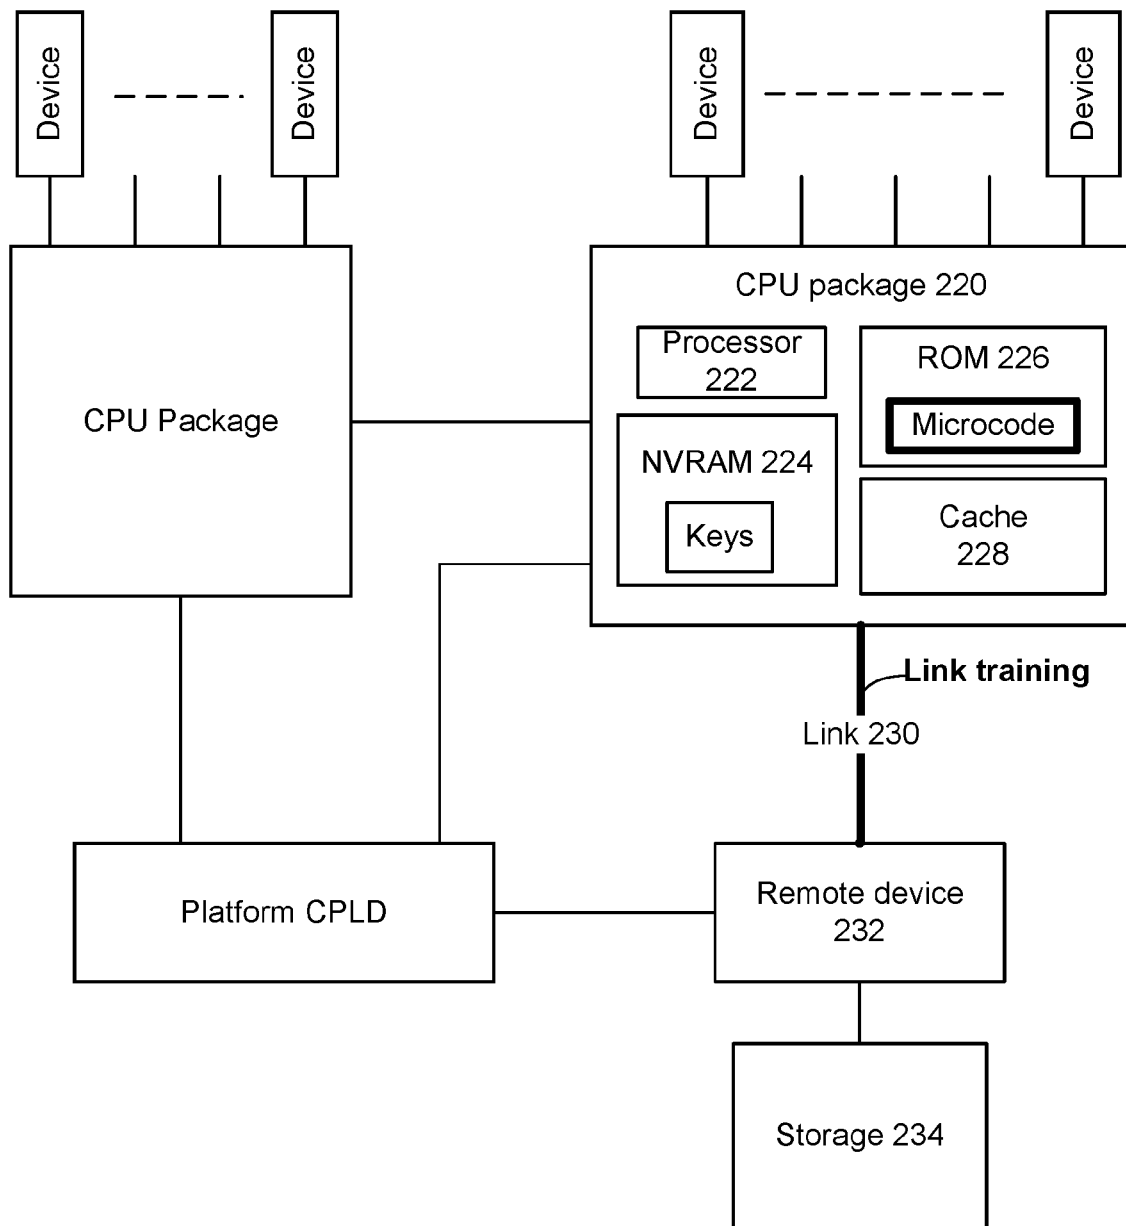 Device
Device
Device
Device
CPU package 220
Processor
222
ROM 226
Microcode
CPU Package
NVRAM 224
Keys
Cache
228
Link training
Link 230
Platform CPLD
Remote device
232
Storage 234